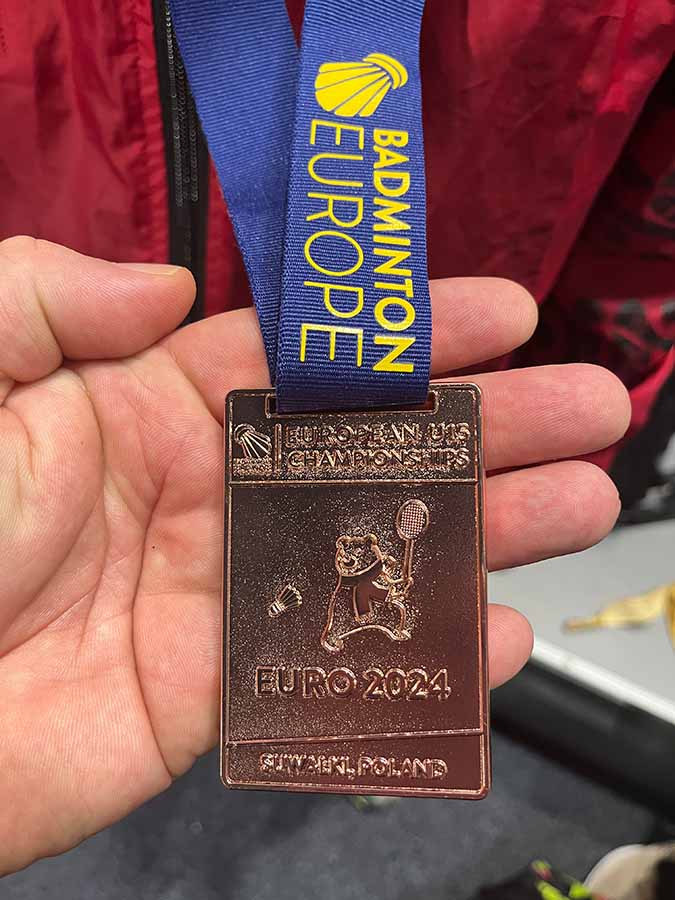 BADMINTON
EUROPE
EUROPEAN U15
CHAMPIONSHIPS
EURO 2024
SUWAŁKI, POLAND